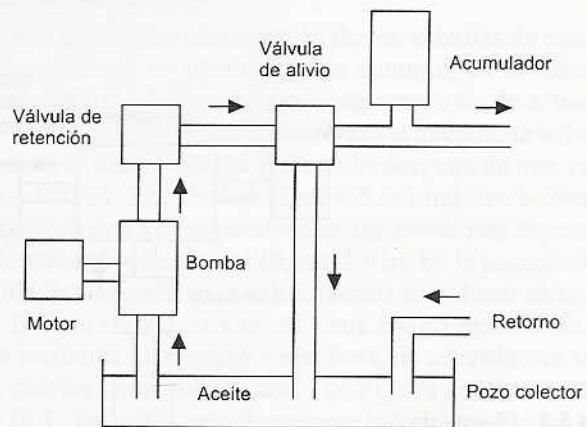 Válvula
de alivio
Acumulador
Válvula de
retención
Bomba
Motor
Retorno
Aceite
Pozo colector